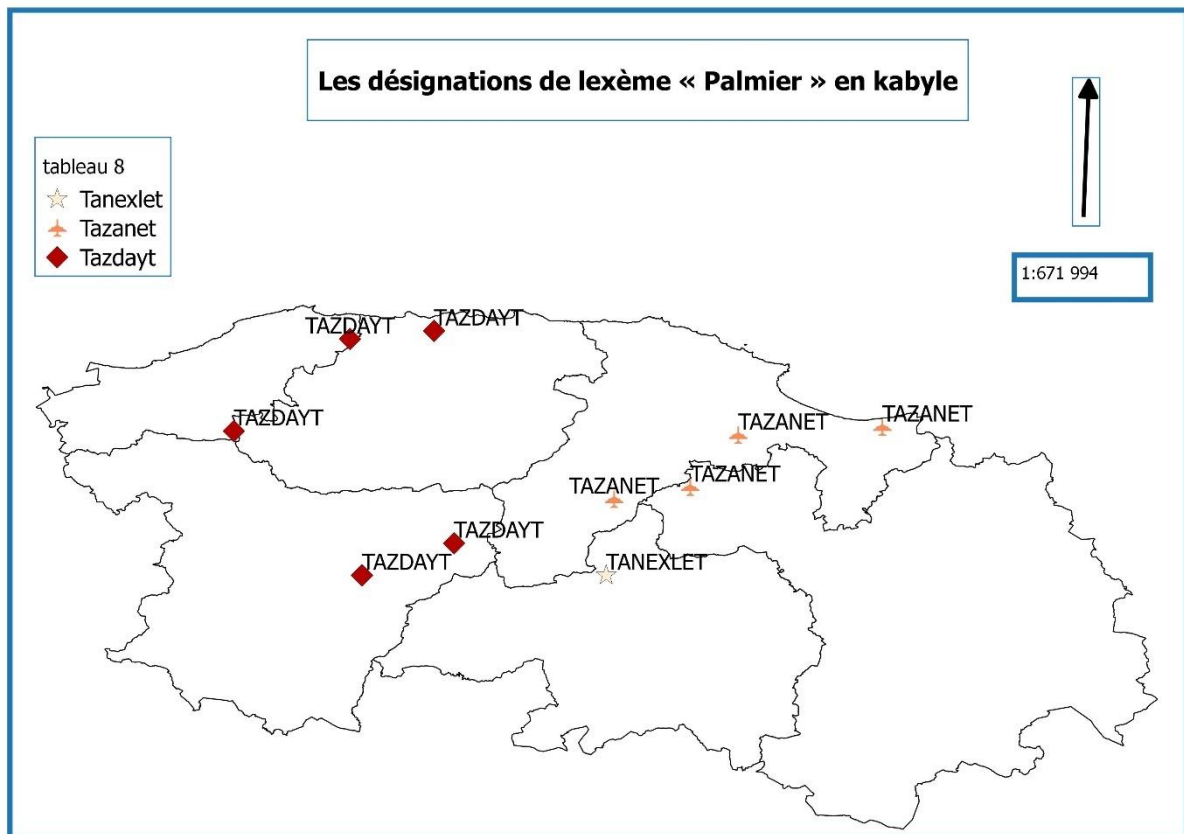 Les désignations de lexème « Palmier » en kabyle
tableau 8
Tanexlet
Tazanet
Tazdayt
1:671 994
TAZDAYT
TAZDAYT
TAZDAYT
TAZANET
TAZANET
TAZANET
TAZANET
TAZDAYT
TAZDAYT
TANEXLET